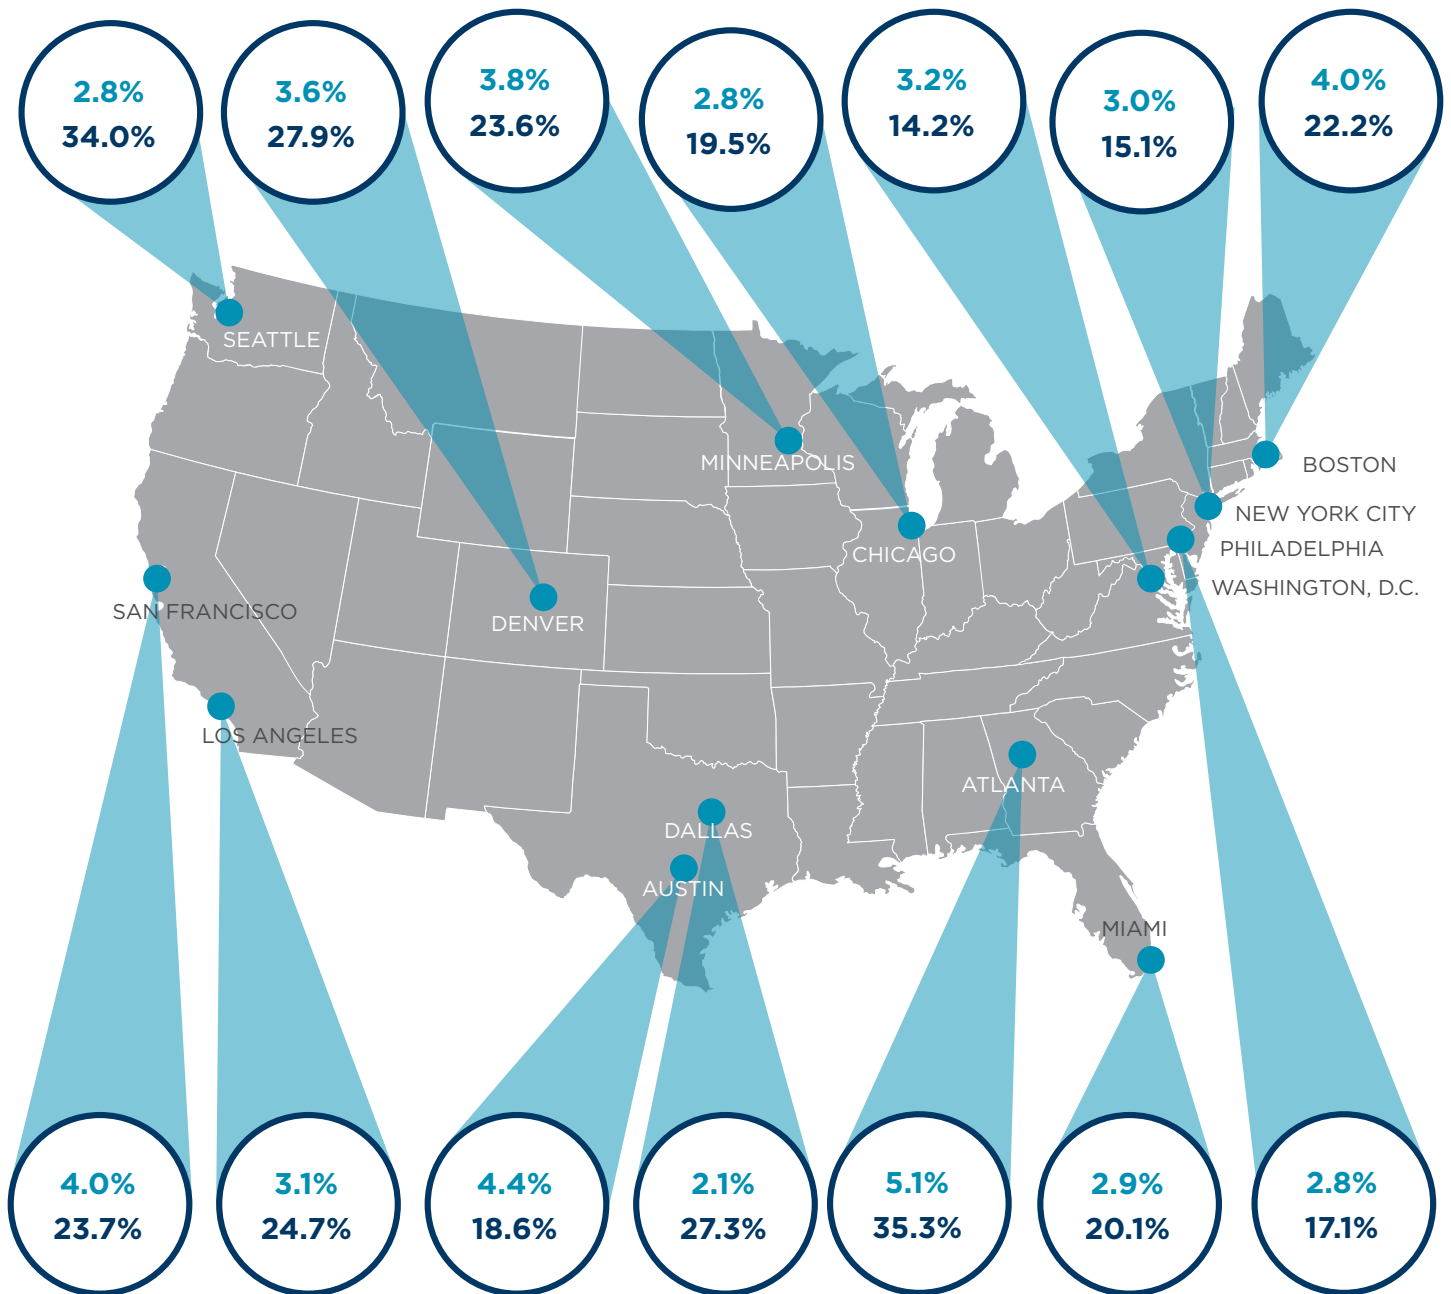 2.8%
34.0%
3.6%
27.9%
3.8%
23.6%
2.8%
19.5%
3.2%
14.2%
3.0%
15.1%
4.0%
22.2%
SEATTLE
MINNEAPOLIS
BOSTON
NEW YORK CITY
CHICAGO
PHILADELPHIA
WASHINGTON, D.C.
SAN FRANCISCO
DENVER
LOS ANGELES
ATLANTA
DALLAS
AUSTIN
MIAMI
4.0%
23.7%
3.1%
24.7%
4.4%
18.6%
2.1%
27.3%
5.1%
35.3%
2.9%
20.1%
2.8%
17.1%